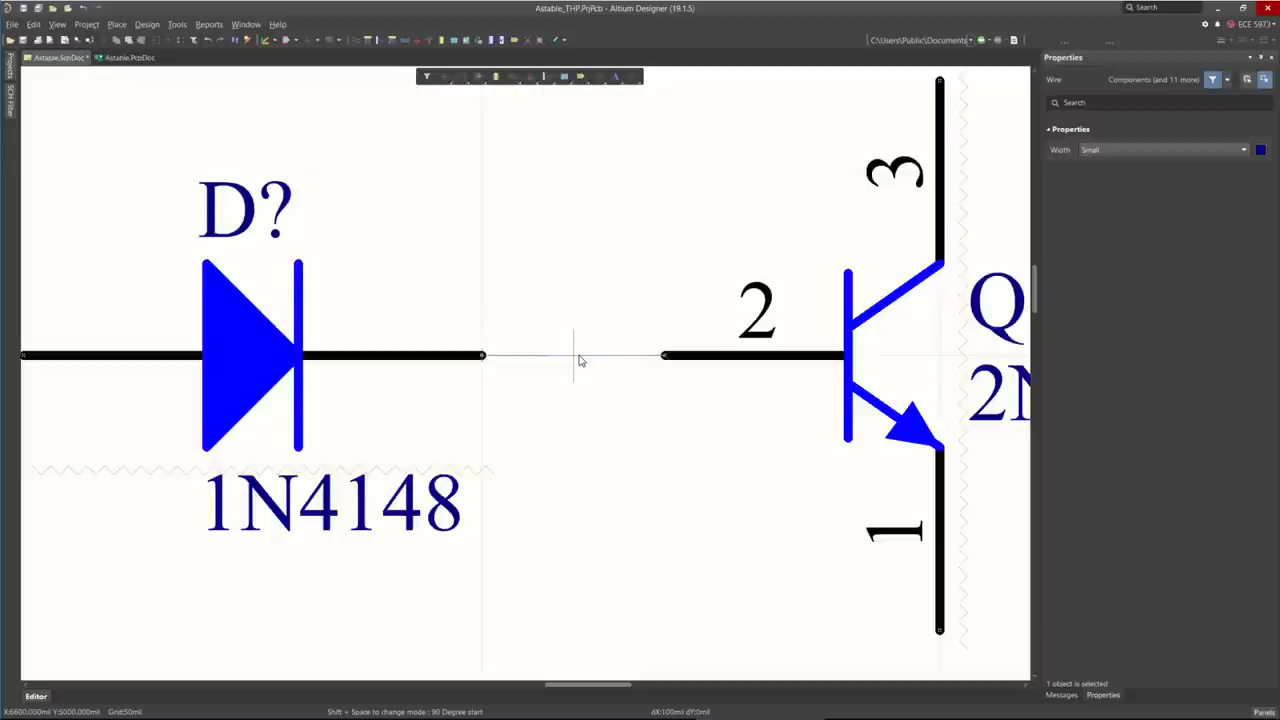 Astable_THP.PrjPcb - Altium Designer (19.1.5)
Search
File Edit View Project Place Design Tools Reports Window Help
ECE 5973
C:\Users\Public\Documents
Astable.SchDoc * Astable.PcbDoc
Projects
SCH Filter
Properties
Wire Components (and 11 more)
Search
Properties
Width Small
D?
1N4148
2
3
1
Q
2N
1 object is selected
Editor
Messages Properties
X:6600.000mil Y:5000.000mil Grid:50mil
Shift + Space to change mode : 90 Degree start
dX:100mil dY:0mil
Panels